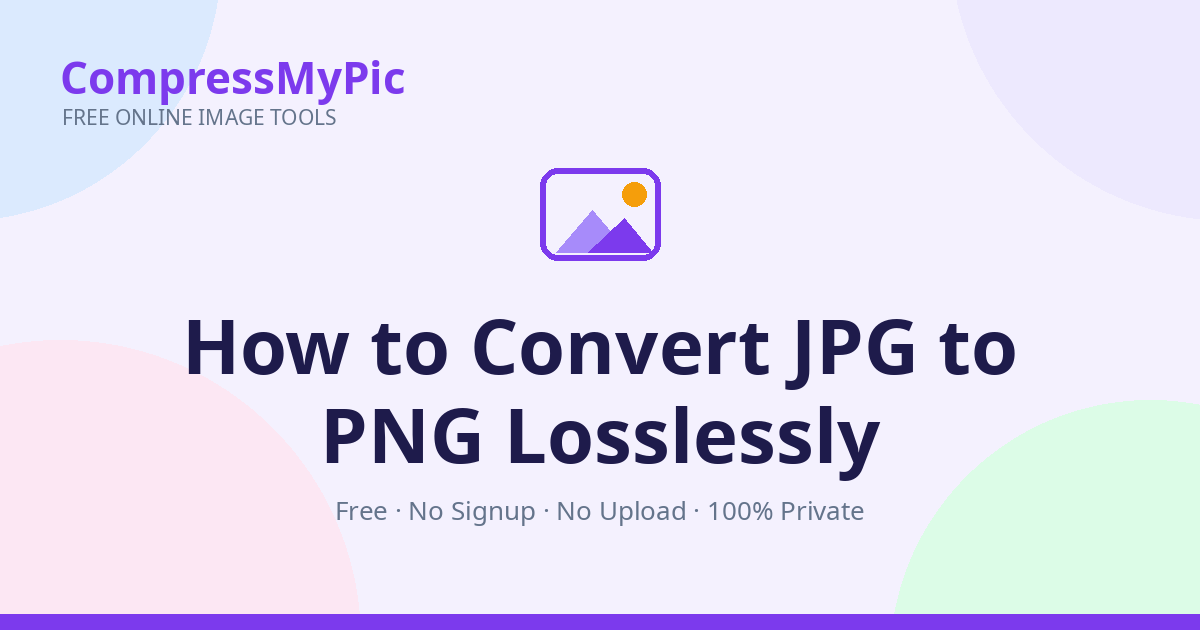 CompressMyPic
FREE ONLINE IMAGE TOOLS
How to Convert JPG to
PNG Losslessly
Free · No Signup · No Upload · 100% Private